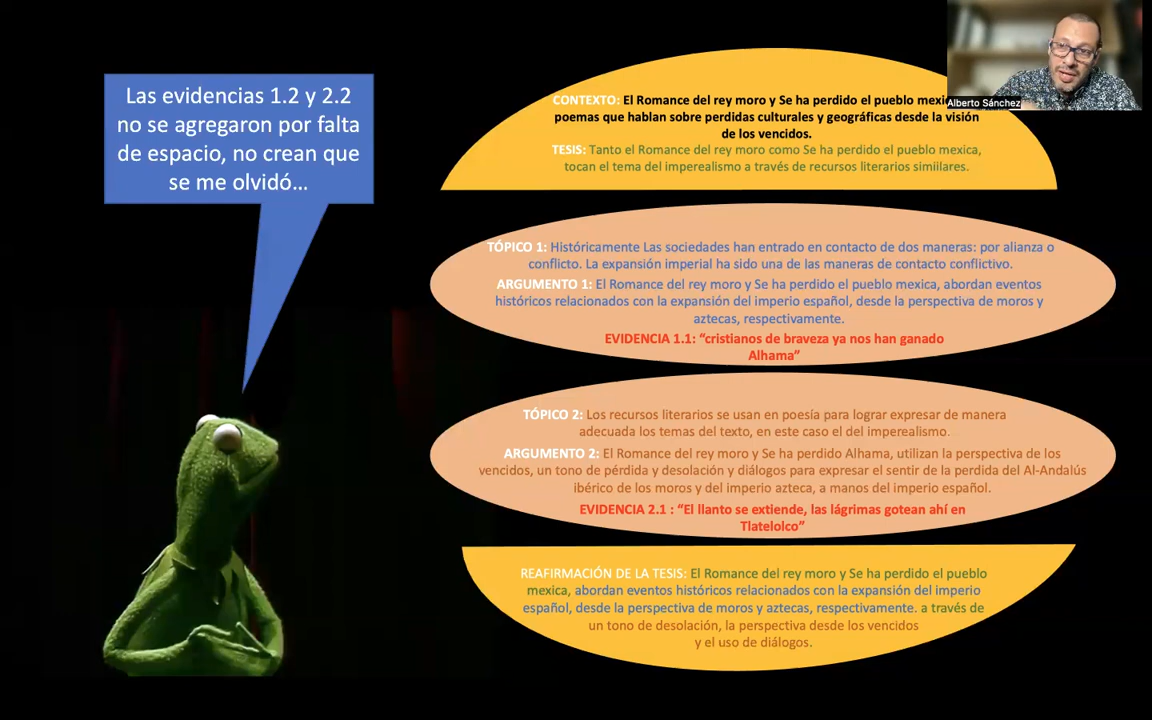 Las evidencias 1.2 y 2.2
no se agregaron por falta
de espacio, no crean que
se me olvidó...
CONTEXTO: El Romance del rey moro y Se ha perdido el pueblo
poemas que hablan sobre perdidas culturales y geográficas desde la visión
de los vencidos.
TESIS: Tanto el Romance del rey moro como Se ha perdido el pueblo mexica,
tocan el tema del imperealismo a través de recursos literarios simiilares.
Alberto Sánchez
TÓPICO 1: Históricamente Las sociedades han entrado en contacto de dos maneras: por alianza o
conflicto. La expansión imperial ha sido una de las maneras de contacto conflictivo.
ARGUMENTO 1: El Romance del rey moro y Se ha perdido el pueblo mexica, abordan eventos
históricos relacionados con la expansión del imperio español, desde la perspectiva de moros y
aztecas, respectivamente.
EVIDENCIA 1.1: “cristianos de braveza ya nos han ganado
Alhama”
TÓPICO 2: Los recursos literarios se usan en poesía para lograr expresar de manera
adecuada los temas del texto, en este caso el del imperealismo.
ARGUMENTO 2: El Romance del rey moro y Se ha perdido Alhama, utilizan la perspectiva de los
vencidos, un tono de pérdida y desolación y diálogos para expresar el sentir de la perdida del Al-Andalús
ibérico de los moros y del imperio azteca, a manos del imperio español.
EVIDENCIA 2.1 : “El llanto se extiende, las lágrimas gotean ahí en
Tlatelolco”
REAFIRMACIÓN DE LA TESIS: El Romance del rey moro y Se ha perdido el pueblo
mexica, abordan eventos históricos relacionados con la expansión del imperio
español, desde la perspectiva de moros y aztecas, respectivamente. a través de
un tono de desolación, la perspectiva desde los vencidos
y el uso de diálogos.